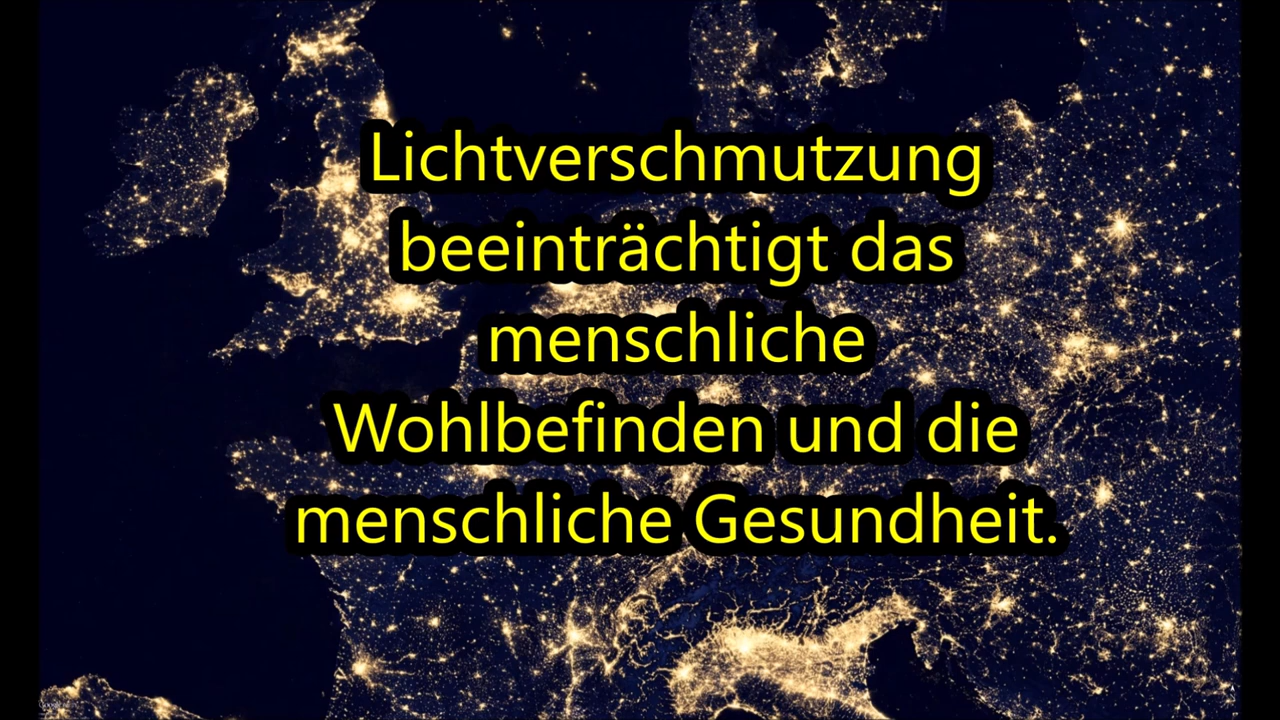 Lichtverschmutzung
beeinträchtigt das
menschliche
Wohlbefinden und die
menschliche Gesundheit.